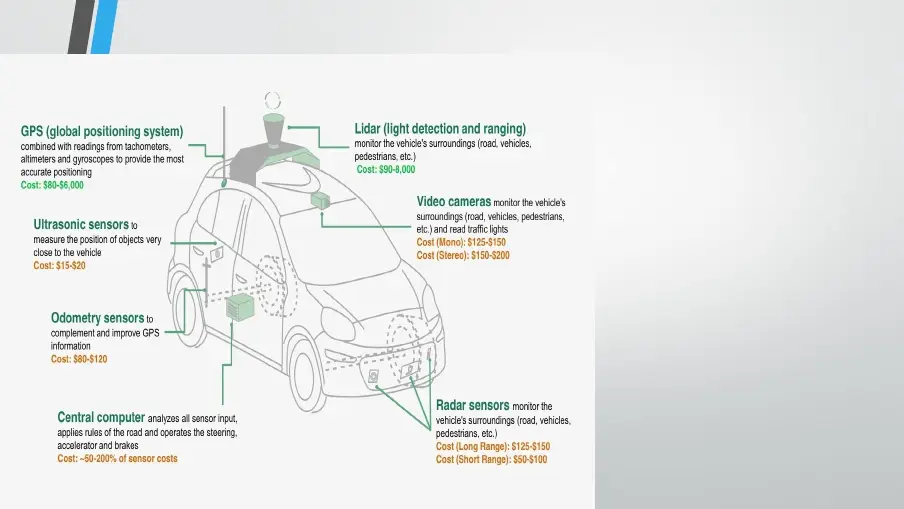 GPS (global positioning system)
combined with readings from tachometers,
altimeters and gyroscopes to provide the most
accurate positioning
Cost: $80-$6,000
Lidar (light detection and ranging)
monitor the vehicle's surroundings (road, vehicles,
pedestrians, etc.)
Cost: $90-8,000
Video cameras monitor the vehicle's
surroundings (road, vehicles, pedestrians,
etc.) and read traffic lights
Cost (Mono): $125-$150
Cost (Stereo): $150-$200
Ultrasonic sensors to
measure the position of objects very
close to the vehicle
Cost: $15-$20
Odometry sensors to
complement and improve GPS
information
Cost: $80-$120
Central computer analyzes all sensor input,
applies rules of the road and operates the steering,
accelerator and brakes
Cost: ~50-200% of sensor costs
Radar sensors monitor the
vehicle's surroundings (road, vehicles,
pedestrians, etc.)
Cost (Long Range): $125-$150
Cost (Short Range): $50-$100